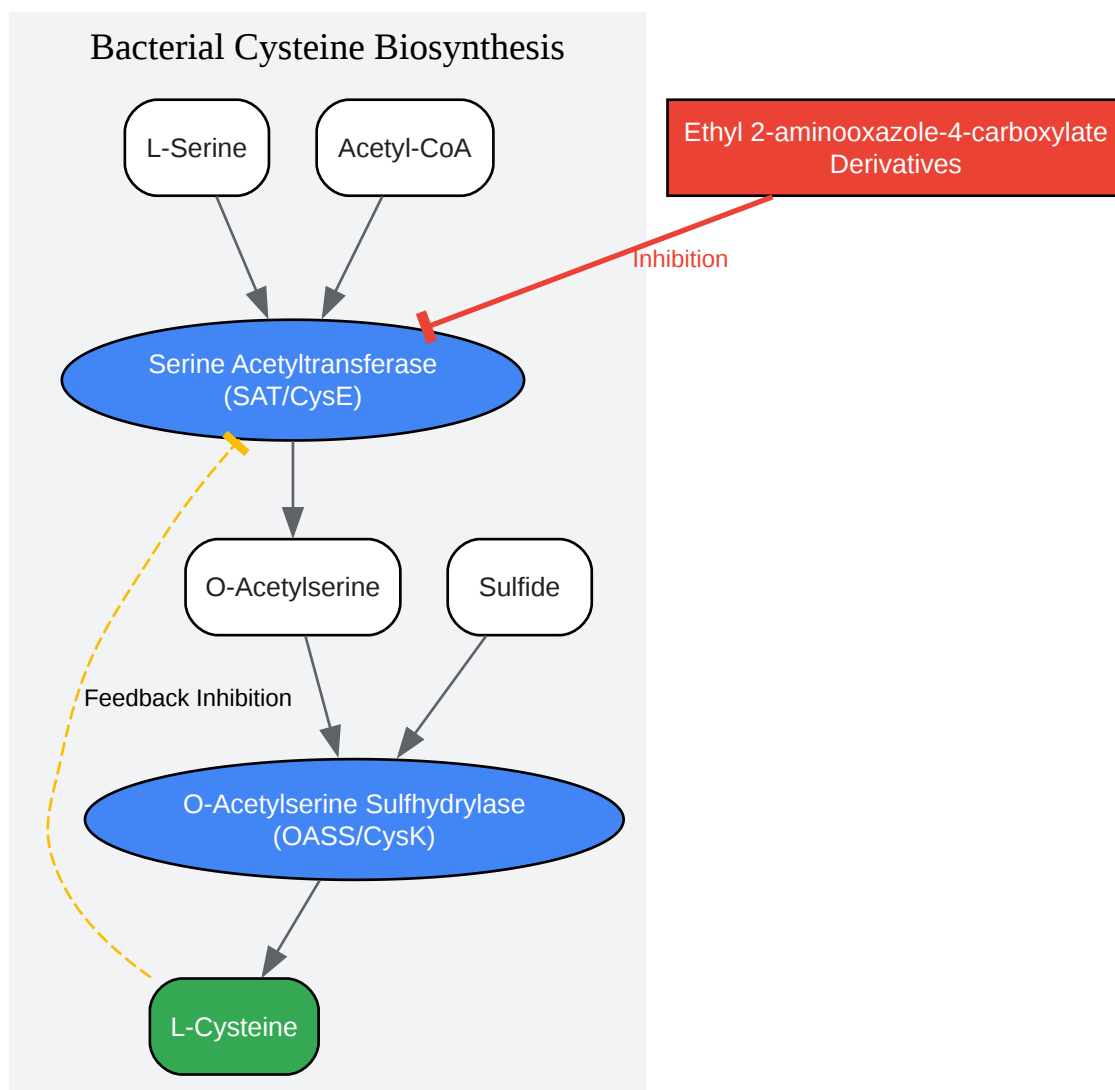 Bacterial Cysteine Biosynthesis
L-Serine
Acetyl-CoA
Ethyl 2-aminooxazole-4-carboxylate
Derivatives
Inhibition
Serine Acetyltransferase
(SAT/CysE)
O-Acetylserine
Sulfide
Feedback Inhibition
O-Acetylserine Sulfhydrylase
(OASS/CysK)
L-Cysteine